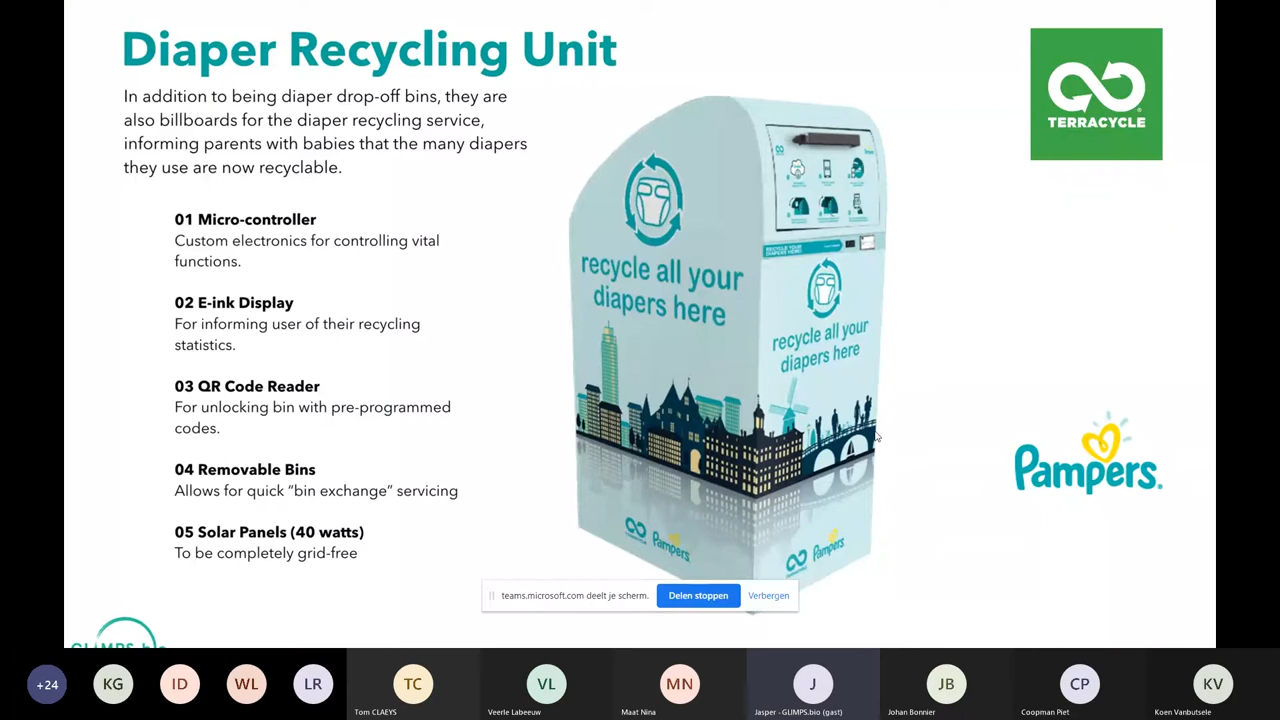 Diaper Recycling Unit
In addition to being diaper drop-off bins, they are
also billboards for the diaper recycling service,
informing parents with babies that the many diapers
they use are now recyclable.
01 Micro-controller
Custom electronics for controlling vital
functions.
02 E-ink Display
For informing user of their recycling
statistics.
03 QR Code Reader
For unlocking bin with pre-programmed
codes.
04 Removable Bins
Allows for quick “bin exchange” servicing
05 Solar Panels (40 watts)
To be completely grid-free
recycle all your
diapers here
RECYCLE YOUR
DIAPERS HERE!
recycle all your
diapers here
Pampers
Pampers
TERRACYCLE
Pampers.
teams.microsoft.com deelt je scherm.
Delen stoppen
Verbergen
+24
KG
ID
WL
LR
TC
Tom CLAEYS
VL
Veerle Labeeuw
MN
Maat Nina
J
Jasper - GLIMPS.bio (gast)
JB
Johan Bonnier
CP
Coopman Piet
KV
Koen Vanbutsele